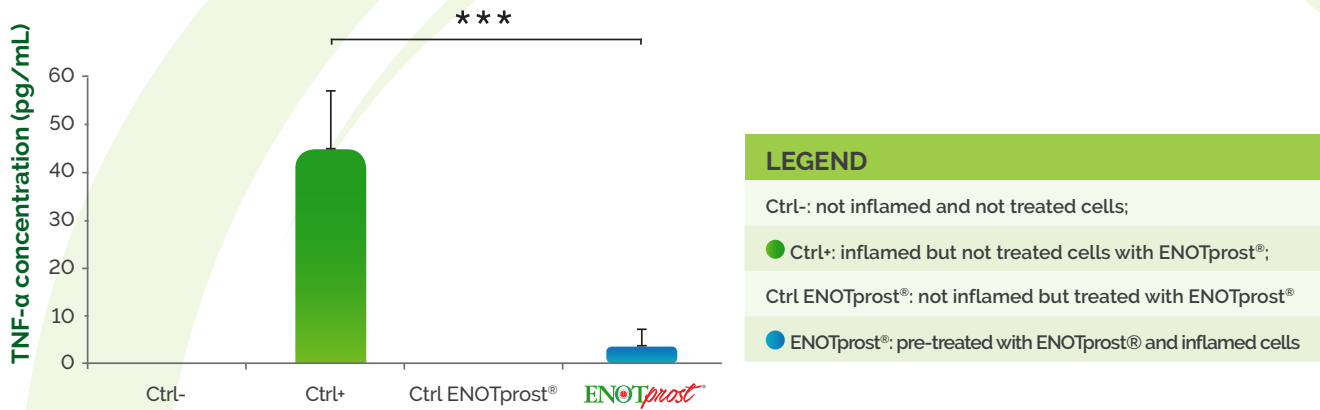 ***
TNF-α concentration (pg/mL)
60
50
40
30
20
10
0
Ctrl-
Ctrl+
Ctrl ENOTprost®
ENOTprost®
LEGEND
Ctrl-: not inflamed and not treated cells;
Ctrl+: inflamed but not treated cells with ENOTprost®;
Ctrl ENOTprost®: not inflamed but treated with ENOTprost®
ENOTprost®: pre-treated with ENOTprost® and inflamed cells